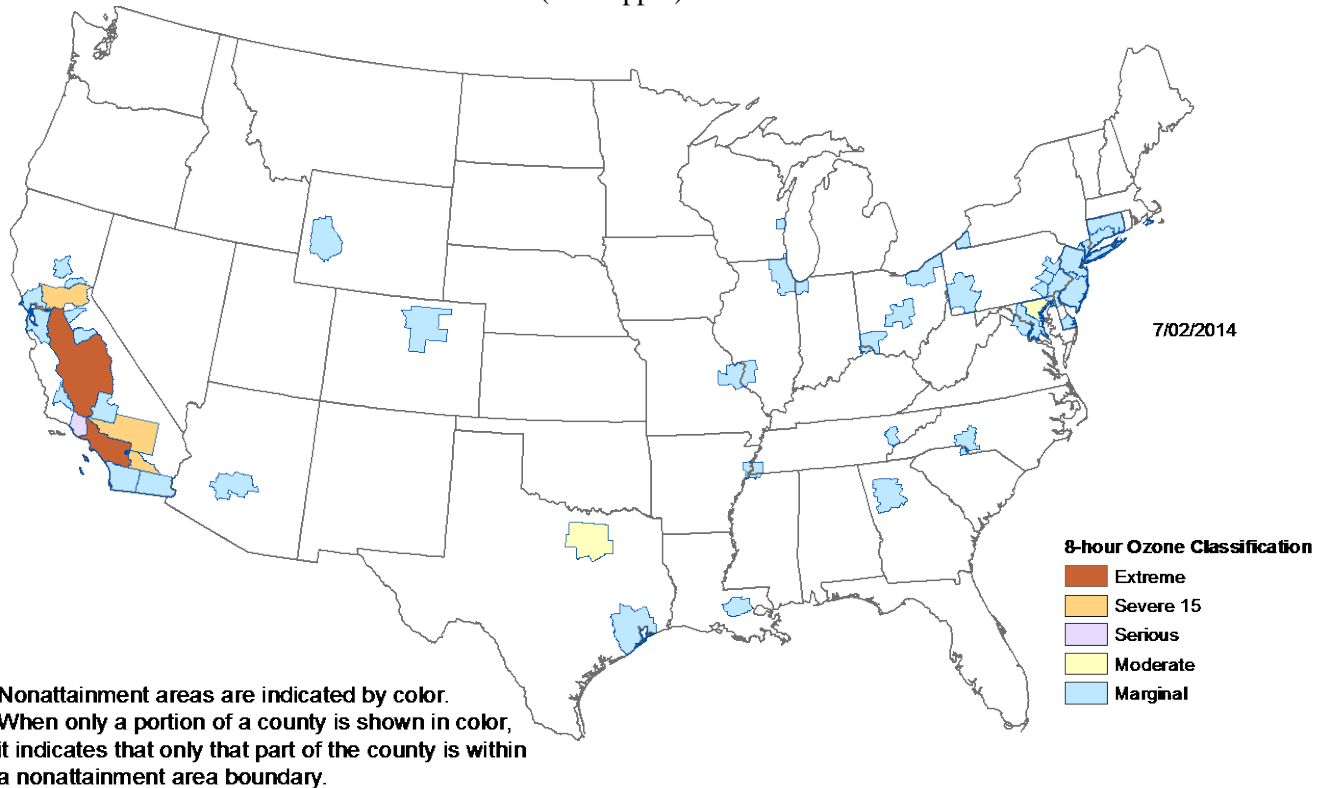 7/02/2014
8-hour Ozone Classification
Extreme
Severe 15
Serious
Moderate
Marginal
Nonattainment areas are indicated by color.
When only a portion of a county is shown in color,
it indicates that only that part of the county is within
a nonattainment area boundary.